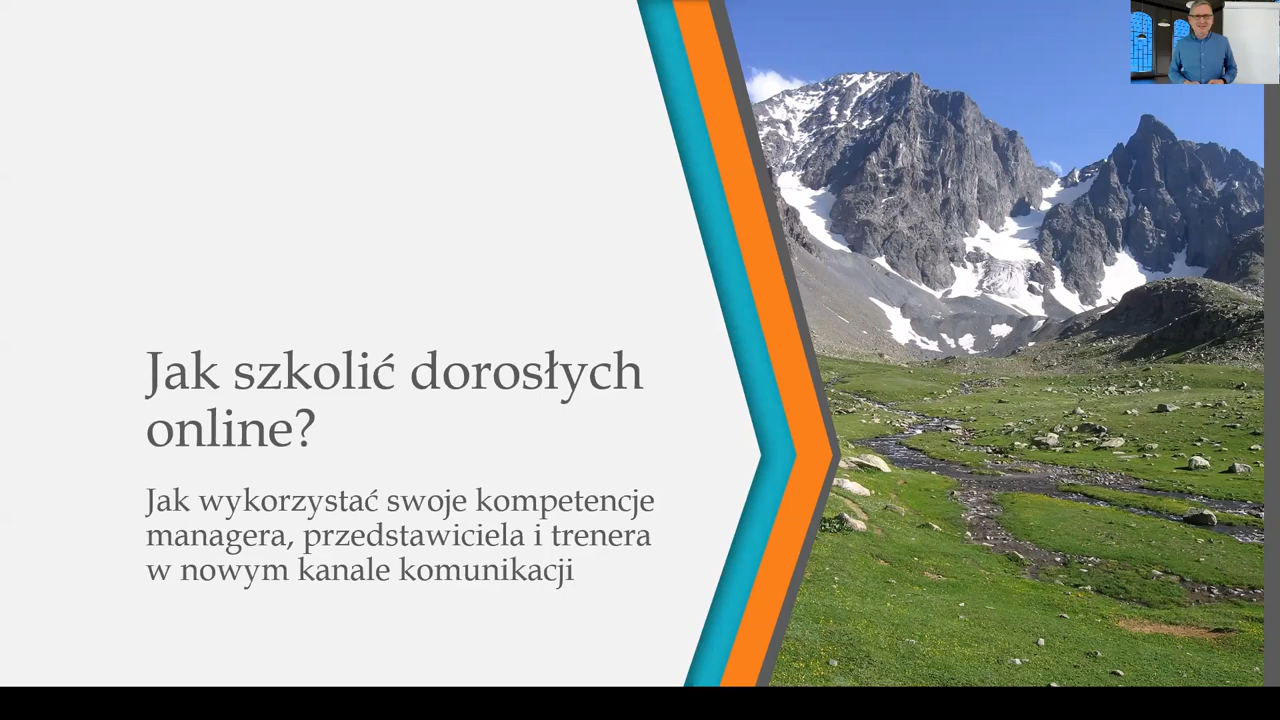 Jak szkolić dorosłych
online?
Jak wykorzystać swoje kompetencje
managera, przedstawiciela i trenera
w nowym kanale komunikacji